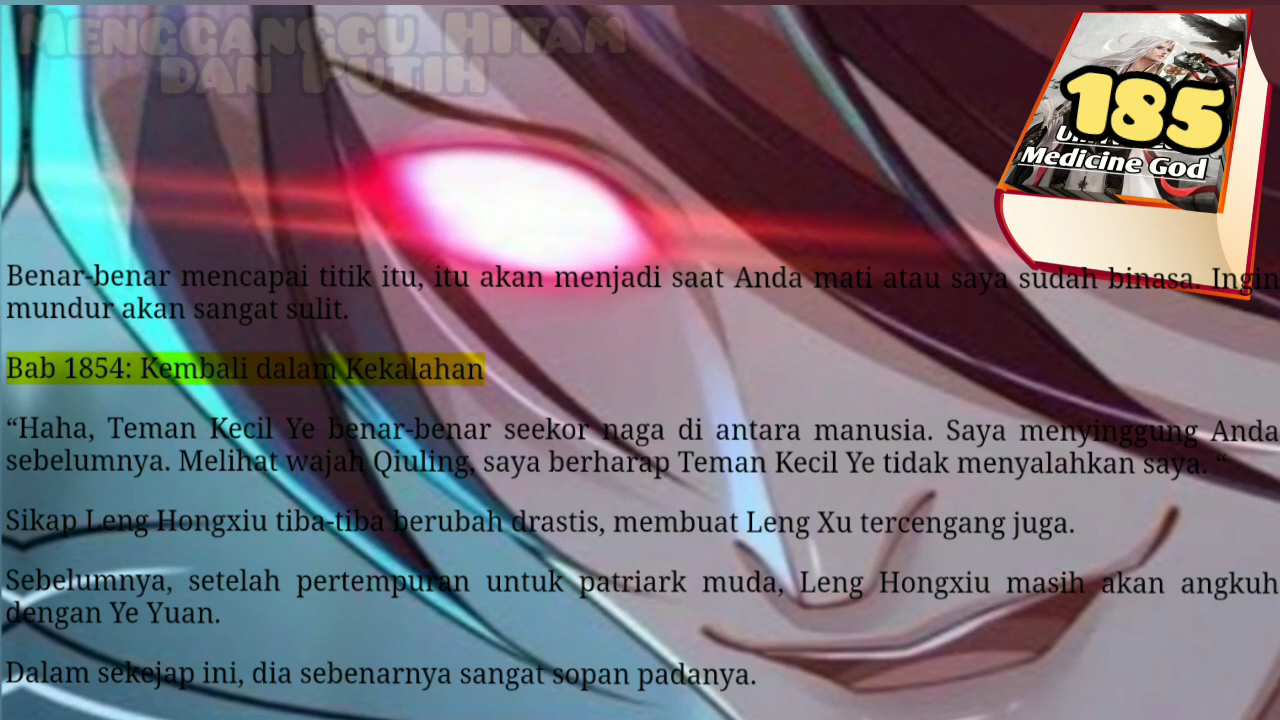 Mengganggu Hitam
dan Putih
185
Medicine God
Benar-benar mencapai titik itu, itu akan menjadi saat Anda mati atau saya sudah binasa. Ingin
mundur akan sangat sulit.
Bab 1854: Kembali dalam Kekalahan
“Haha, Teman Kecil Ye benar-benar seekor naga di antara manusia. Saya menyinggung Anda
sebelumnya. Melihat wajah Qiuling, saya berharap Teman Kecil Ye tidak menyalahkan saya. “
Sikap Leng Hongxiu tiba-tiba berubah drastis, membuat Leng Xu tercengang juga.
Sebelumnya, setelah pertempuran untuk patriark muda, Leng Hongxiu masih akan angkuh
dengan Ye Yuan.
Dalam sekejap ini, dia sebenarnya sangat sopan padanya.